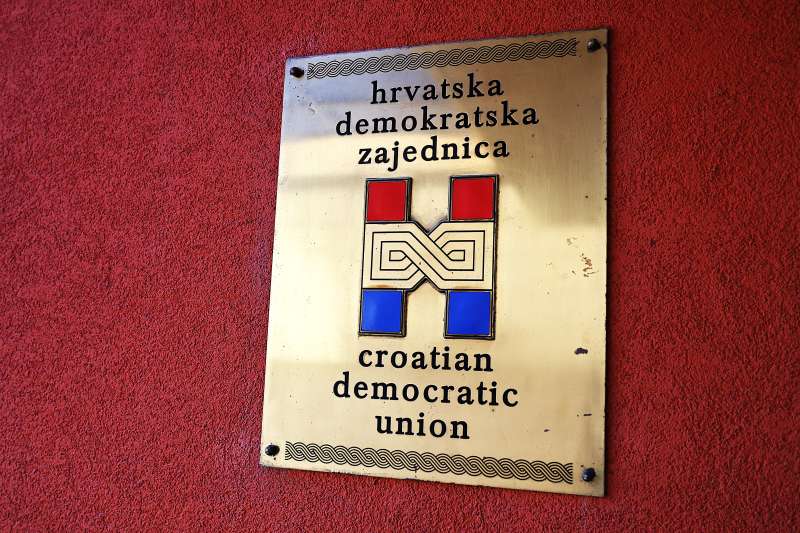 hrvatska
demokratska
zajednica
croatian
democratic
union